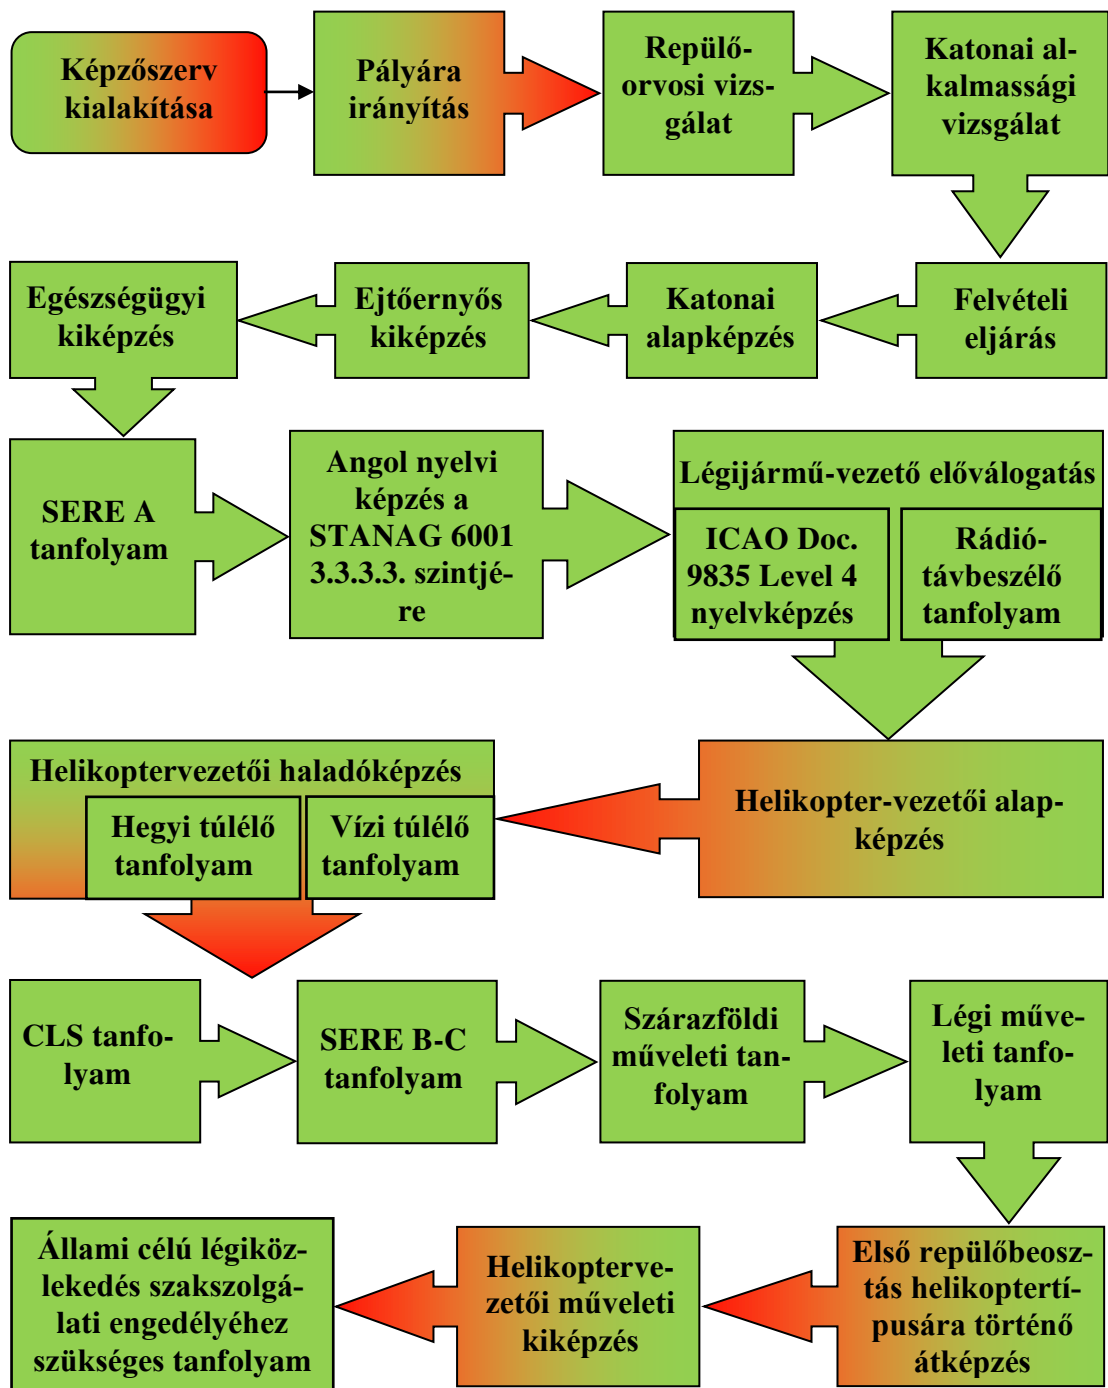 Képzőszerv
kialakítása
Pályára
irányítás
Repülő-
orvosi vizs-
gálat
Katonai al-
kalmassági
vizsgálat
Felvételi
eljárás
Katonai
alapképzés
Ejtőernyős
kiképzés
Egészségügyi
kiképzés
SERE A
tanfolyam
Angol nyelvi
képzés a
STANAG 6001
3.3.3.3. szintjé-
re
Légijármű-vezető előválogatás
ICAO Doc.
9835 Level 4
nyelvképzés
Rádió-
távbeszélő
tanfolyam
Helikopter-vezetői alap-
képzés
Helikoptervezetői haladóképzés
Hegyi túlélő
tanfolyam
Vízi túlélő
tanfolyam
CLS tanfo-
lyam
SERE B-C
tanfolyam
Szárazföldi
műveleti tan-
folyam
Légi műve-
leti tanfo-
lyam
Első repülőbeosz-
tás helikoptertí-
pusára történő
átképzés
Helikopterve-
zetői műveleti
kiképzés
Állami célú légiköz-
lekedés szakszolgá-
lati engedélyéhez
szükséges tanfolyam